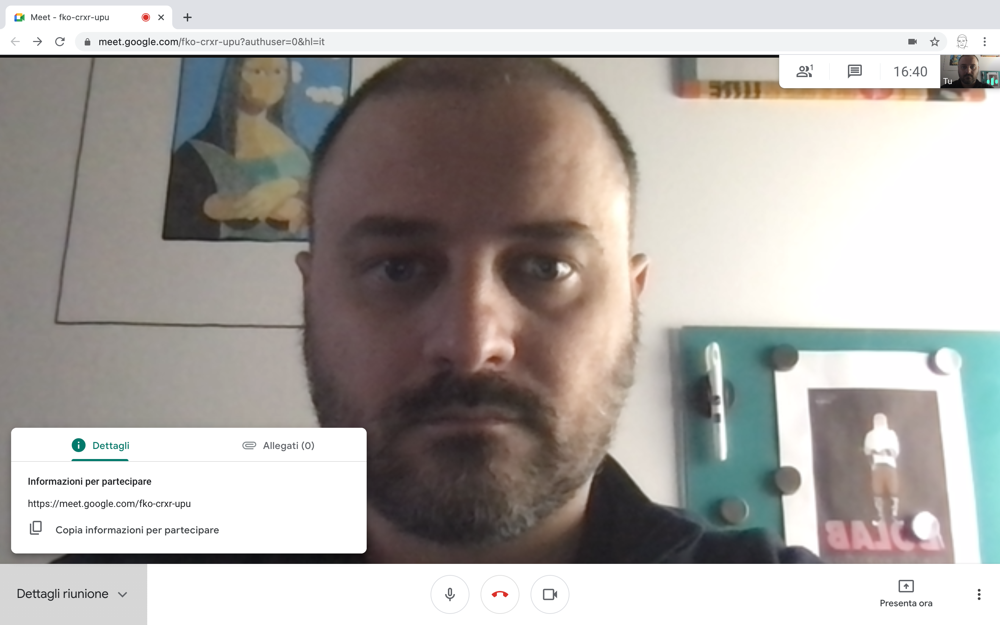 Meet - fko-crxr-upu
meet.google.com/fko-crxr-upu?authuser=0&hl=it
1
16:40
Tu
Dettagli
Allegati (0)
Informazioni per partecipare
https://meet.google.com/fko-crxr-upu
Copia informazioni per partecipare
Dettagli riunione
Presenta ora